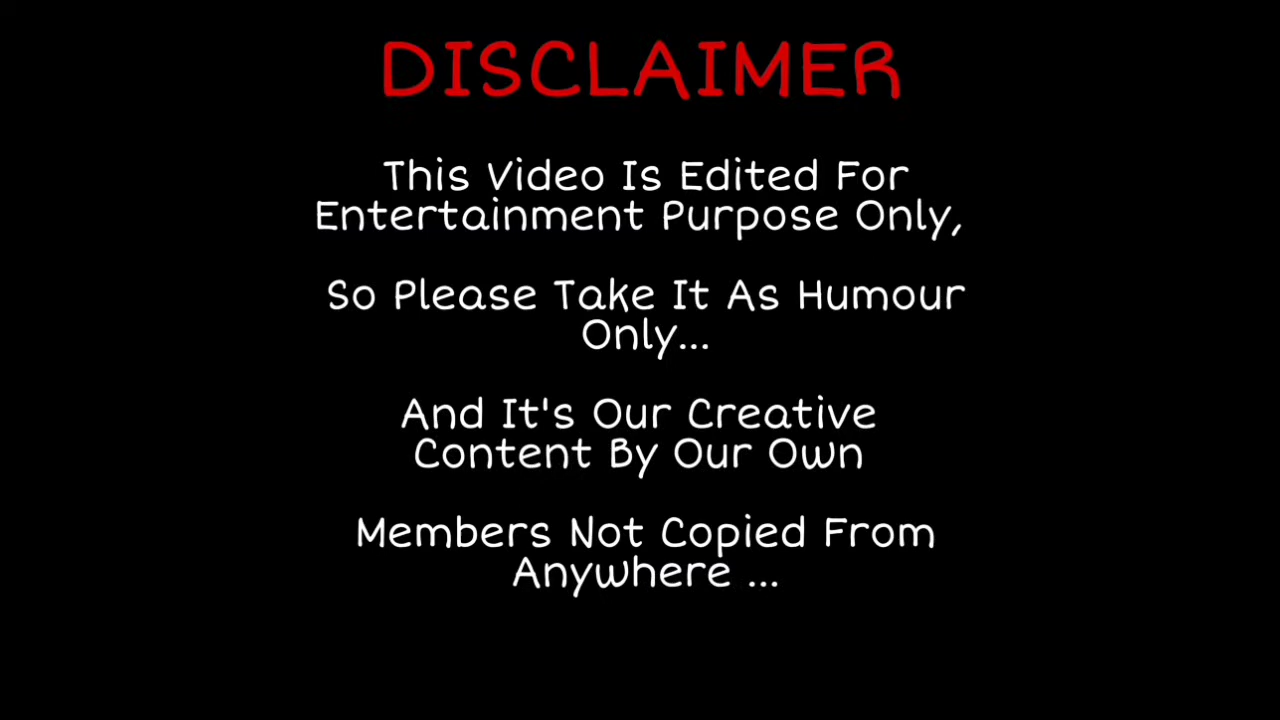 DISCLAIMER
This Video Is Edited For
Entertainment Purpose Only,
So Please Take It As Humour
Only...
And It's Our Creative
Content By Our Own
Members Not Copied From
Anywhere ...